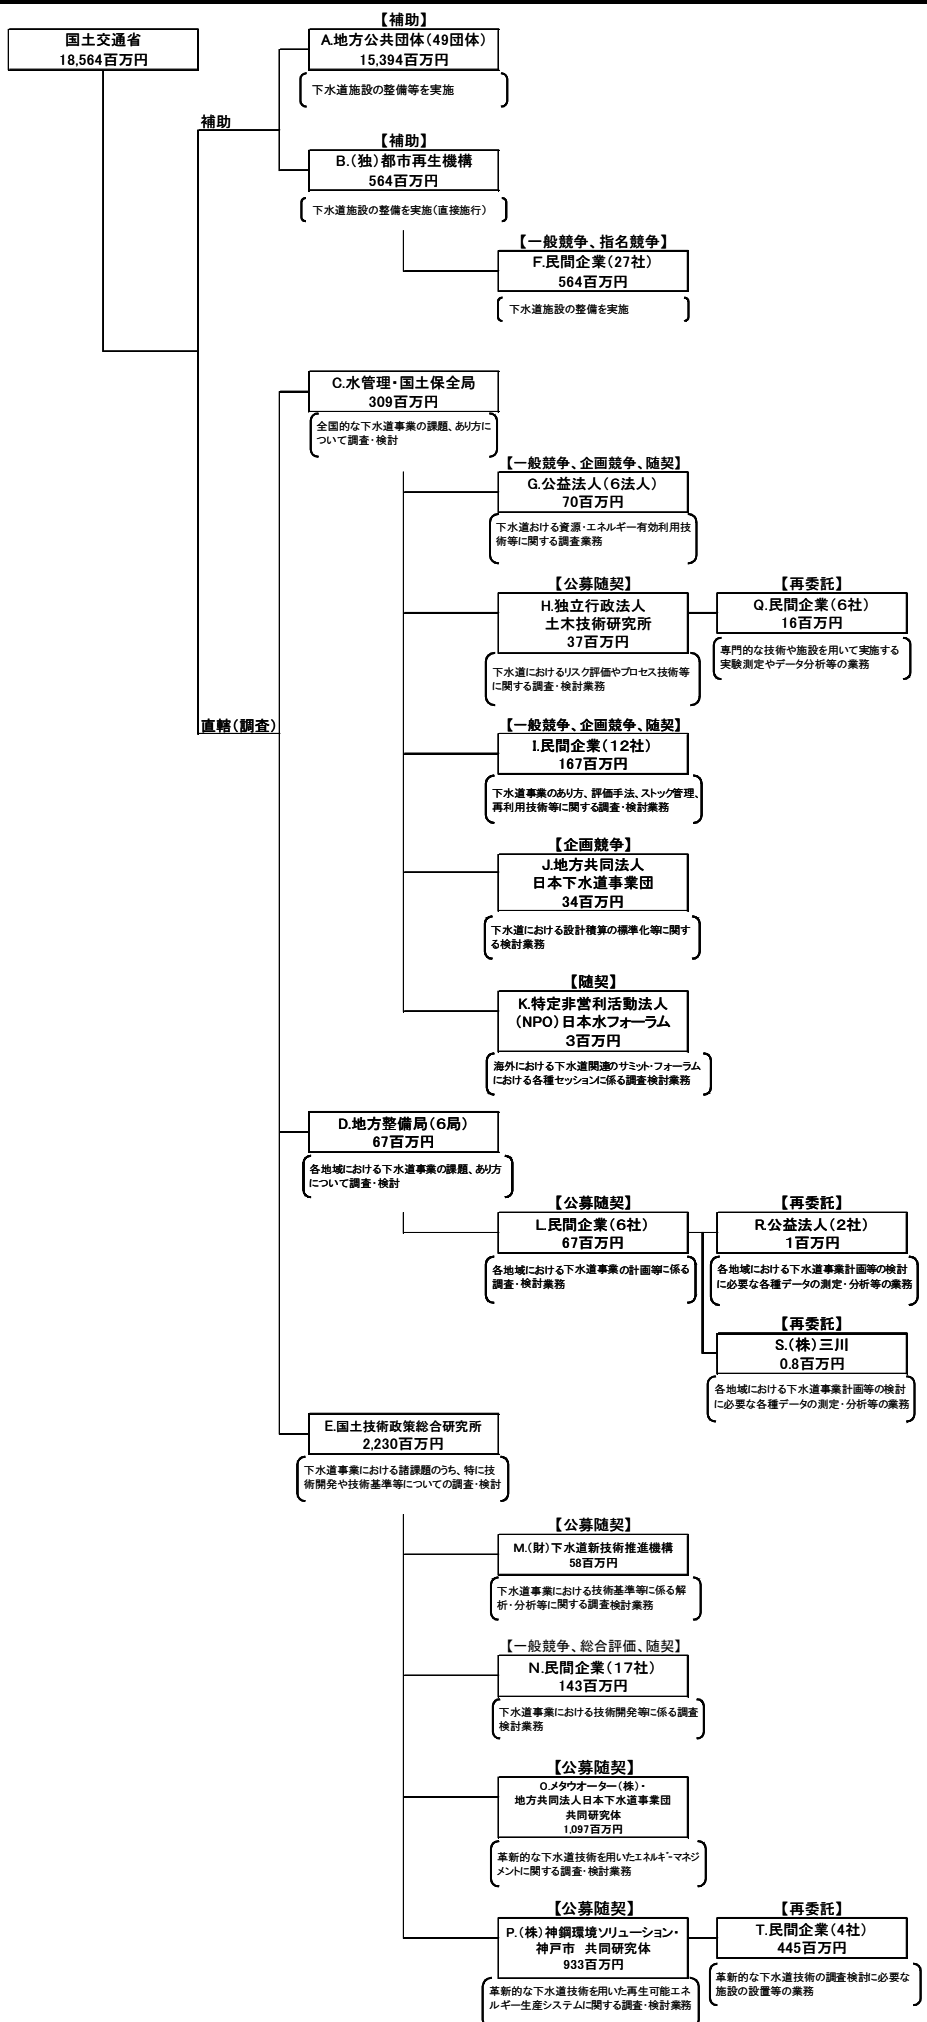 国土交通省
18,564百万円
【補助】
A.地方公共団体(49団体)
15,394百万円
下水道施設の整備等を実施
補助
【補助】
B.(独)都市再生機構
564百万円
下水道施設の整備を実施(直接施行)
【一般競争、指名競争】
F.民間企業(27社)
564百万円
下水道施設の整備を実施
C.水管理・国土保全局
309百万円
全国的な下水道事業の課題、あり方に
ついて調査・検討
【一般競争、企画競争、随契】
G.公益法人(6法人)
70百万円
下水道おける資源・エネルギー有効利用技
術等に関する調査業務
【公募随契】
H.独立行政法人
土木技術研究所
37百万円
下水道におけるリスク評価やプロセス技術等
に関する調査・検討業務
【再委託】
Q.民間企業(6社)
16百万円
専門的な技術や施設を用いて実施する
実験測定やデータ分析等の業務
直轄(調査)
【一般競争、企画競争、随契】
I.民間企業(12社)
167百万円
下水道事業のあり方、評価手法、ストック管理、
再利用技術等に関する調査・検討業務
【企画競争】
J.地方共同法人
日本下水道事業団
34百万円
下水道における設計積算の標準化等に関す
る検討業務
【随契】
K.特定非営利活動法人
(NPO)日本水フォーラム
3百万円
海外における下水道関連のサミット・フォーラム
における各種セッションに係る調査検討業務
D.地方整備局(6局)
67百万円
各地域における下水道事業の課題、あり方
について調査・検討
【公募随契】
L.民間企業(6社)
67百万円
各地域における下水道事業の計画等に係る
調査・検討業務
【再委託】
R.公益法人(2社)
1百万円
各地域における下水道事業計画等の検討
に必要な各種データの測定・分析等の業務
【再委託】
S.(株)三川
0.8百万円
各地域における下水道事業計画等の検討
に必要な各種データの測定・分析等の業務
E.国土技術政策総合研究所
2,230百万円
下水道事業における諸課題のうち、特に技
術開発や技術基準等についての調査・検討
【公募随契】
M.(財)下水道新技術推進機構
58百万円
下水道事業における技術基準等に係る解
析・分析等に関する調査検討業務
【一般競争、総合評価、随契】
N.民間企業(17社)
143百万円
下水道事業における技術開発等に係る調査
検討業務
【公募随契】
O.メタウオーター(株)・
地方共同法人日本下水道事業団
共同研究体
1,097百万円
革新的な下水道技術を用いたエネルギーマネジ
メントに関する調査・検討業務
【公募随契】
P.(株)神鋼環境ソリューション・
神戸市 共同研究体
933百万円
革新的な下水道技術を用いた再生可能エネ
ルギー生産システムに関する調査・検討業務
【再委託】
T.民間企業(4社)
445百万円
革新的な下水道技術の調査検討に必要な
施設の設置等の業務